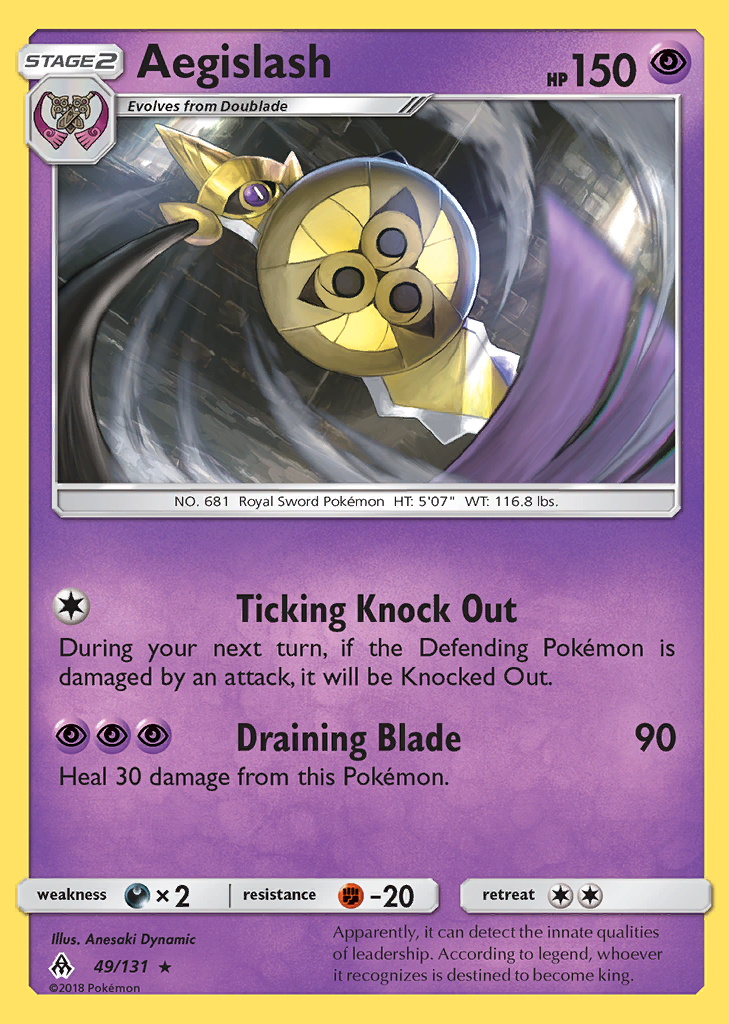 STAGE2 Aegislash HP 150
Evolves from Doublade
NO. 681 Royal Sword Pokémon HT: 5'07" WT: 116.8 lbs.
Ticking Knock Out
During your next turn, if the Defending Pokémon is
damaged by an attack, it will be Knocked Out.
Draining Blade 90
Heal 30 damage from this Pokémon.
weakness ×2 resistance -20 retreat
Illus. Anesaki Dynamic
49/131 ★
©2018 Pokémon
Apparently, it can detect the innate qualities
of leadership. According to legend, whoever
it recognizes is destined to become king.